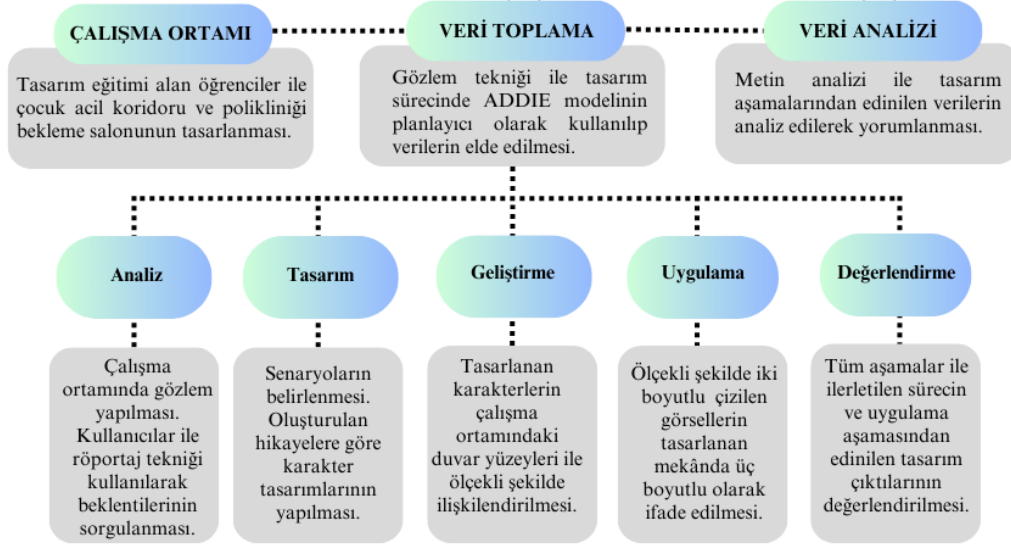 ÇALIŞMA ORTAMI
Tasarım eğitimi alan öğrenciler ile
çocuk acil koridoru ve polikliniği
bekleme salonunun tasarlanması.
VERİ TOPLAMA
Gözlem tekniği ile tasarım
sürecinde ADDIE modelinin
planlayıcı olarak kullanılıp
verilerin elde edilmesi.
VERİ ANALİZİ
Metin analizi ile tasarım
aşamalarından edinilen verilerin
analiz edilerek yorumlanması.
Analiz
Çalışma
ortamında gözlem
yapılması.
Kullanıcılar ile
röportaj tekniği
kullanılarak
beklentilerinin
sorgulanması.
Tasarım
Senaryoların
belirlenmesi.
Oluşturulan
hikayelere göre
karakter
tasarımlarının
yapılması.
Geliştirme
Tasarlanan
karakterlerin
çalışma
ortamındaki
duvar yüzeyleri ile
ölçekli şekilde
ilişkilendirilmesi.
Uygulama
Ölçekli şekilde iki
boyutlu çizilen
görsellerin
tasarlanan
mekânda üç
boyutlu olarak
ifade edilmesi.
Değerlendirme
Tüm aşamalar ile
ilerletilen sürecin
ve uygulama
aşamasından
edinilen tasarım
çıktılarının
değerlendirilmesi.